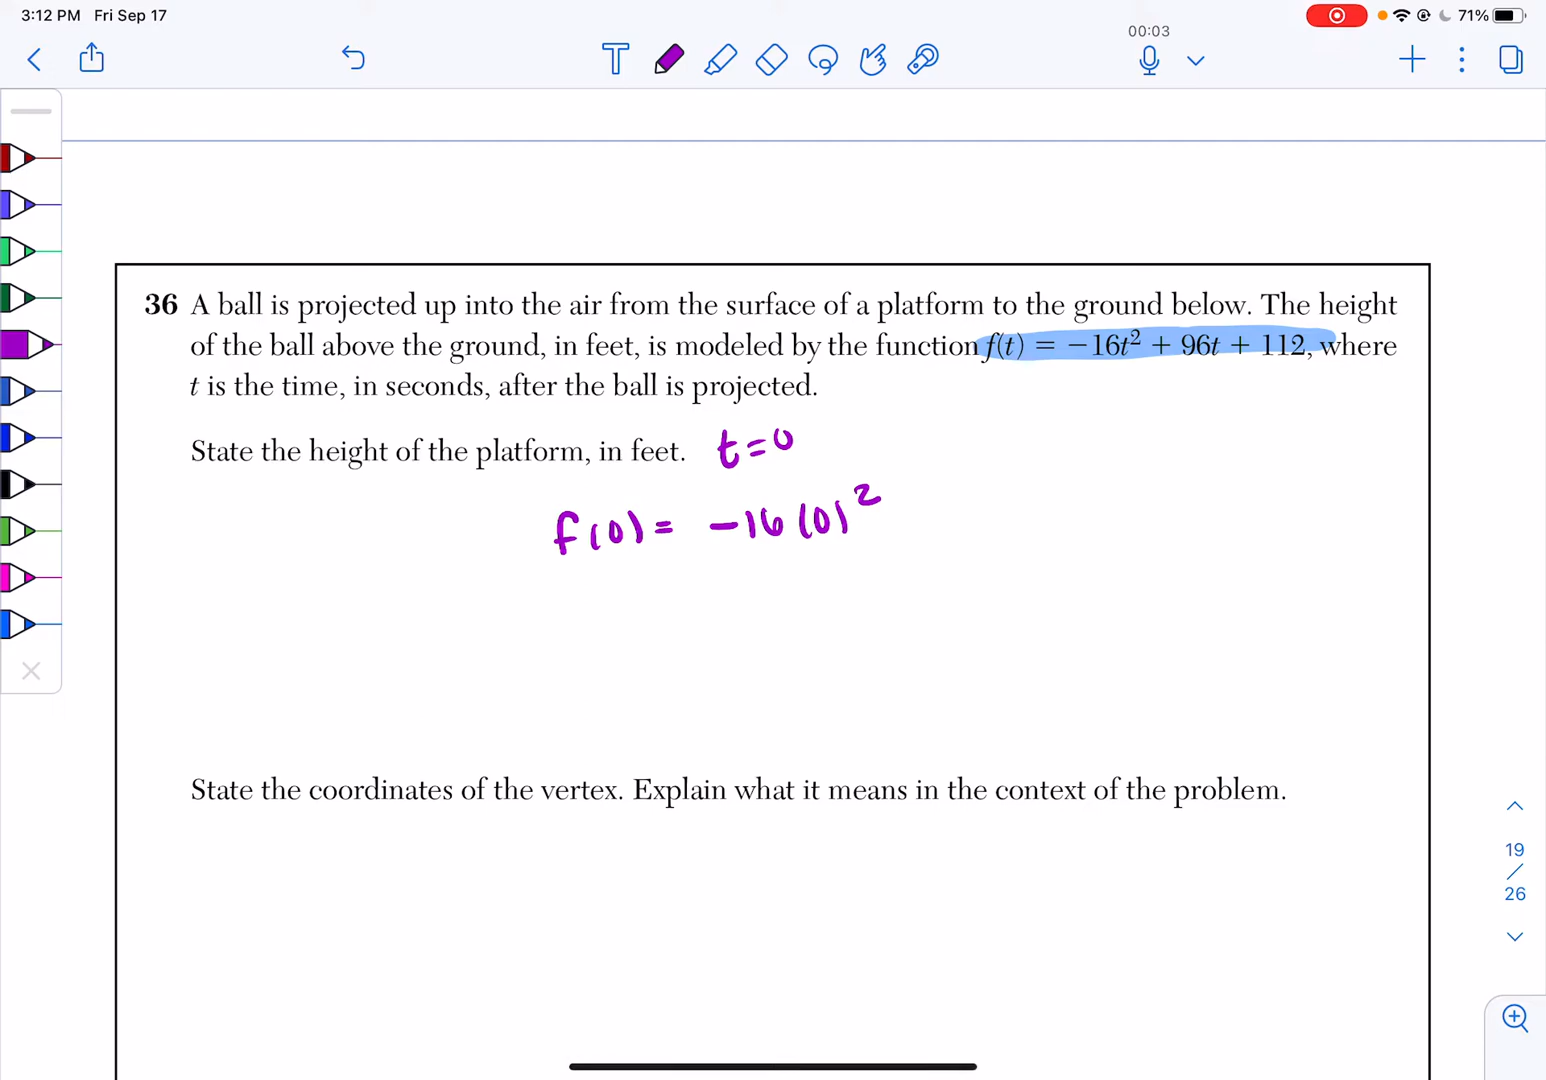 3:12 PM Fri Sep 17
71%
00:03
T
36 A ball is projected up into the air from the surface of a platform to the ground below. The height
of the ball above the ground, in feet, is modeled by the function f(t) = −16t² + 96t + 112, where
t is the time, in seconds, after the ball is projected.
State the height of the platform, in feet. t=0
f(0) = −16(0)²
State the coordinates of the vertex. Explain what it means in the context of the problem.
19
/
26